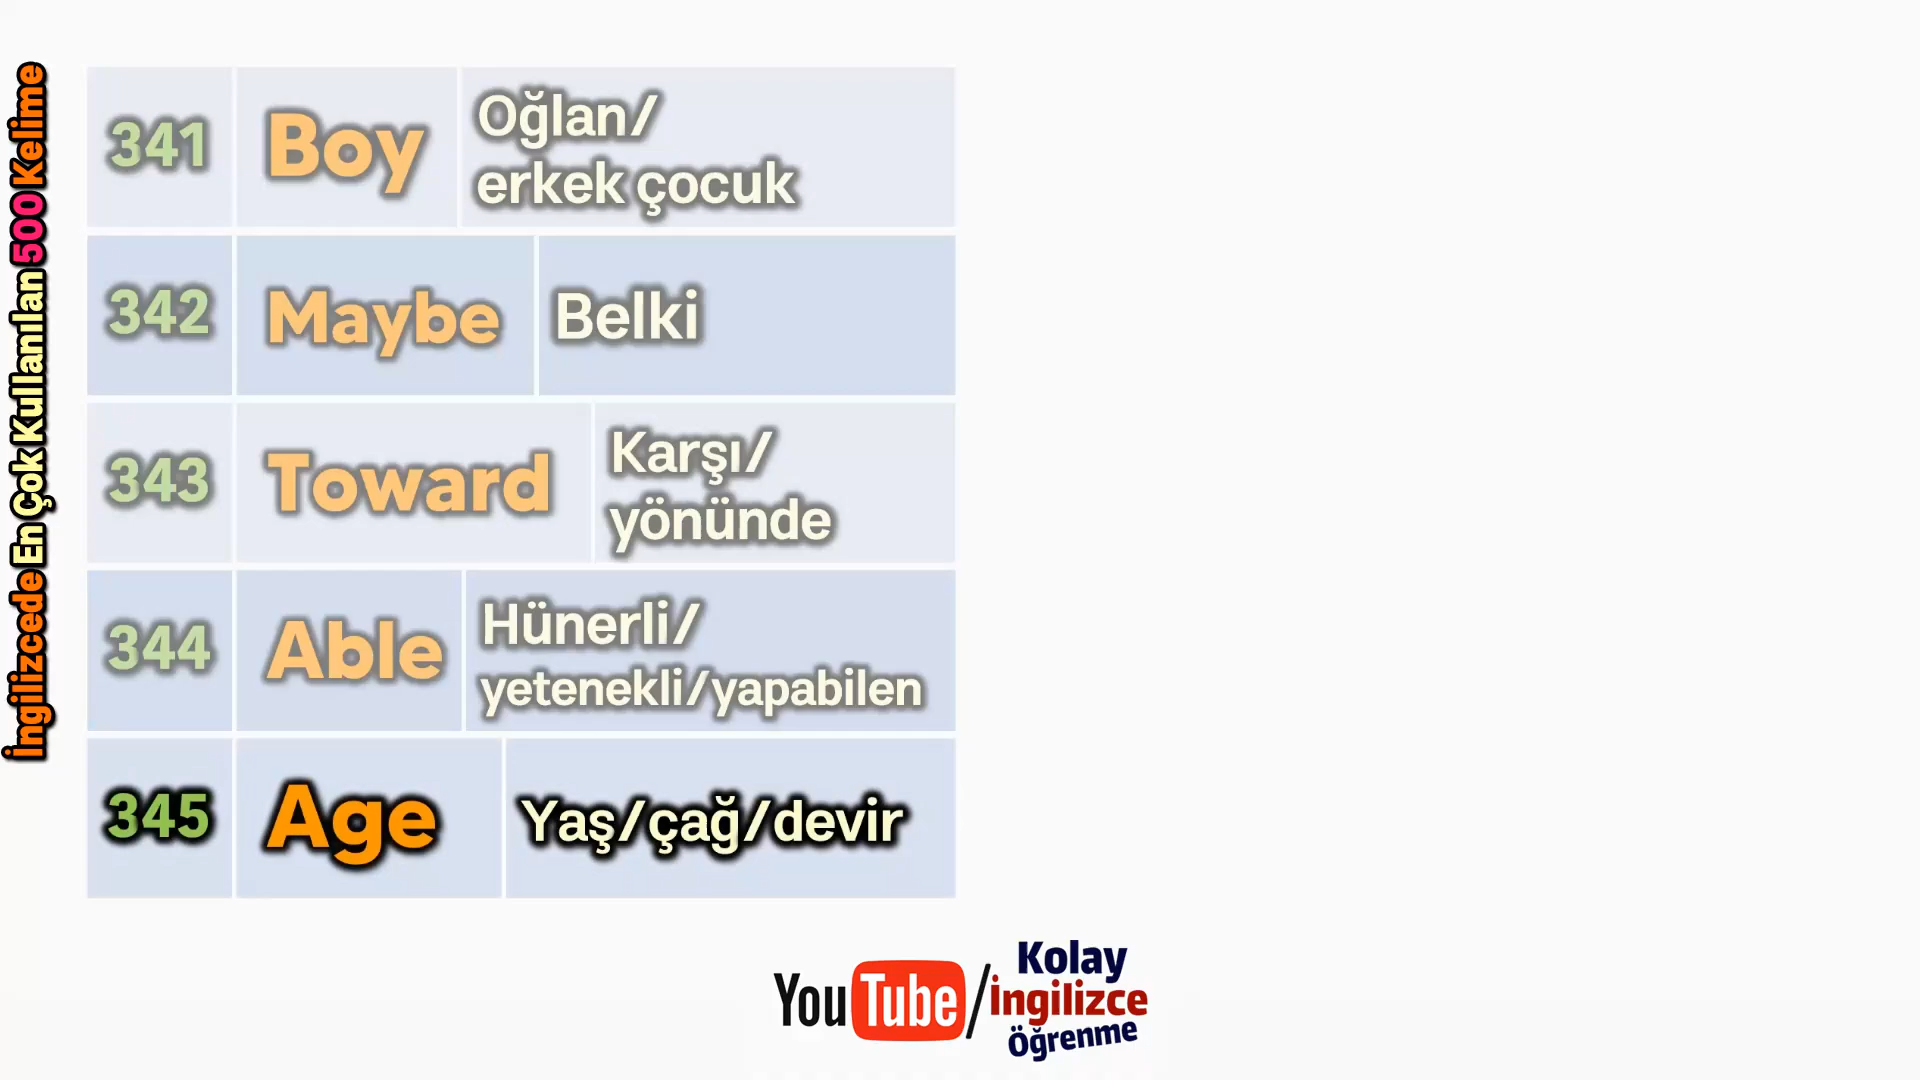 İngilizcede En Çok Kullanılan 500 Kelime
341 Boy Oğlan/
erkek çocuk
342 Maybe Belki
343 Toward Karşı/
yönünde
344 Able Hünerli/
yetenekli/yapabilen
345 Age Yaş/çağ/devir
YouTube/Kolay
İngilizce
Öğrenme